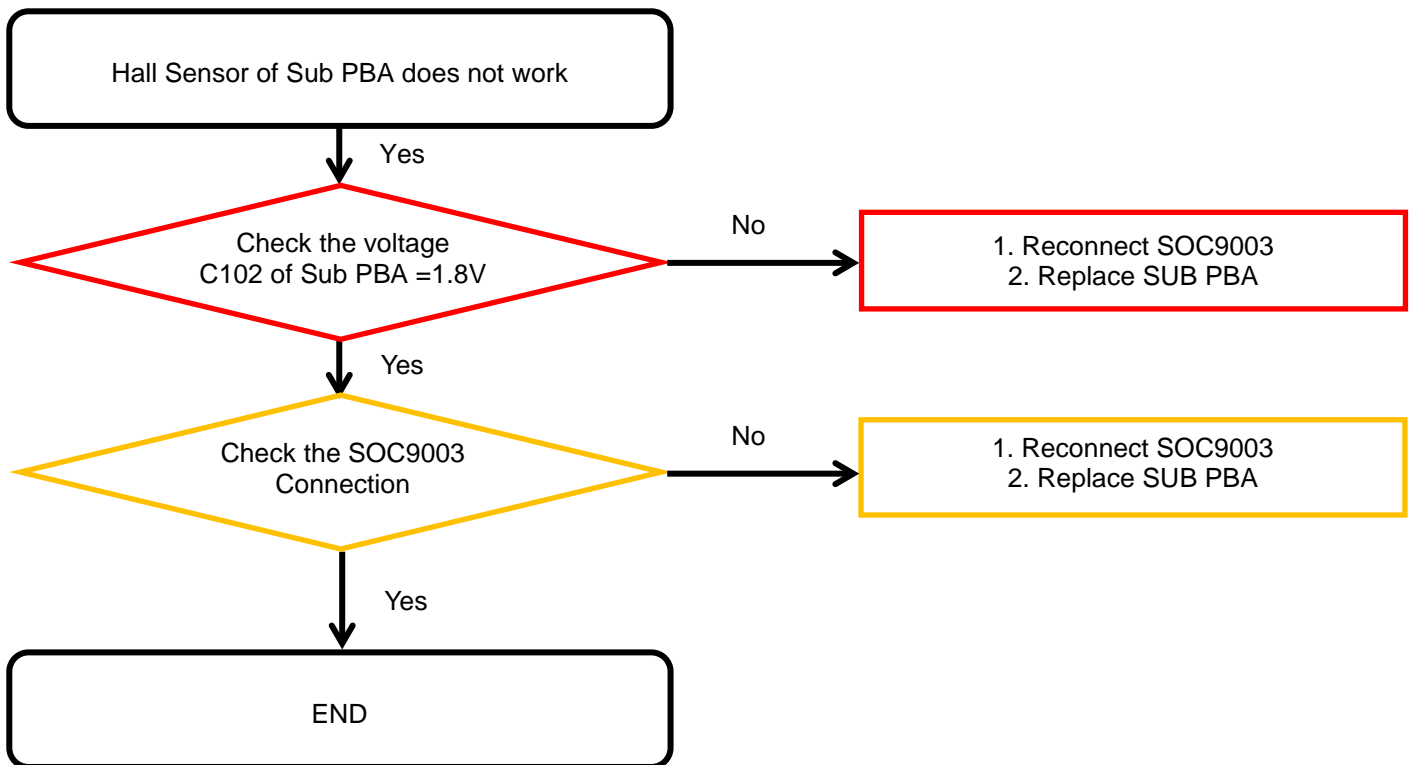 Hall Sensor of Sub PBA does not work
Yes
Check the voltage
C102 of Sub PBA =1.8V
No
1. Reconnect SOC9003
2. Replace SUB PBA
Yes
Check the SOC9003
Connection
No
1. Reconnect SOC9003
2. Replace SUB PBA
Yes
END